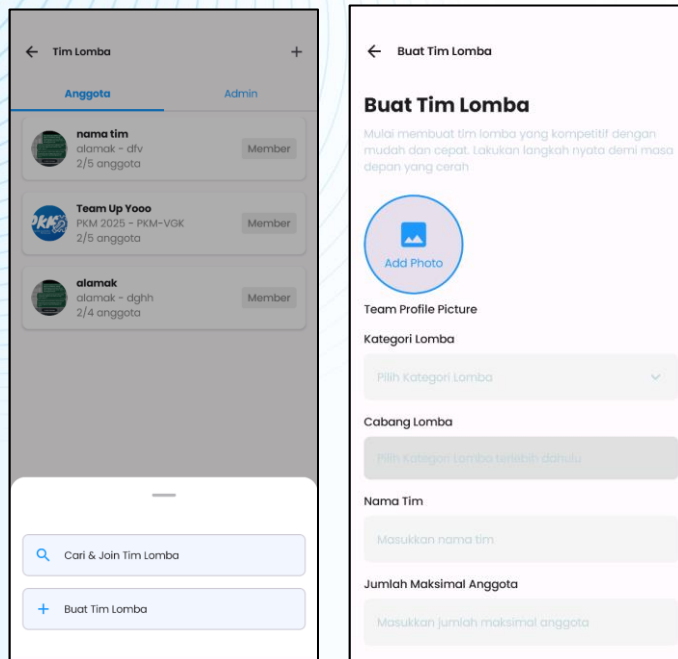 Tim Lomba
Anggota Admin
nama tim
alamak - dfv
2/5 anggota
Member
PKK
Team Up Yooo
PKM 2025 - PKM-VGK
2/5 anggota
Member
alamak
alamak - dghh
2/4 anggota
Member
Cari & Join Tim Lomba
Buat Tim Lomba
Buat Tim Lomba
Buat Tim Lomba
Mulai membuat tim lomba yang kompetitif dengan
mudah dan cepat. Lakukan langkah nyata demi masa
depan yang cerah
Add Photo
Team Profile Picture
Kategori Lomba
Pilih Kategori Lomba
Cabang Lomba
Pilih Kategori Lomba terlebih dahulu
Nama Tim
Masukkan nama tim
Jumlah Maksimal Anggota
Masukkan jumlah maksimal anggota